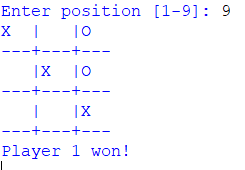 Enter position [1-9]: 9
X  |   |O
---+---+---
   |X  |O
---+---+---
   |   |X
---+---+---
Player 1 won!